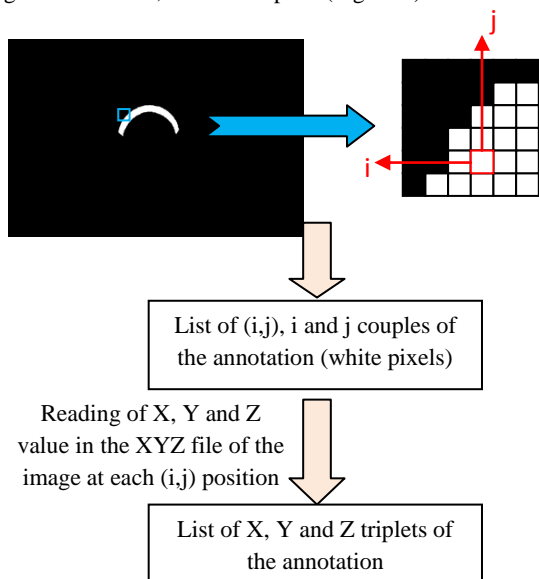 j
i
List of (i,j), i and j couples of
the annotation (white pixels)
Reading of X, Y and Z
value in the XYZ file of the
image at each (i,j) position
List of X, Y and Z triplets of
the annotation